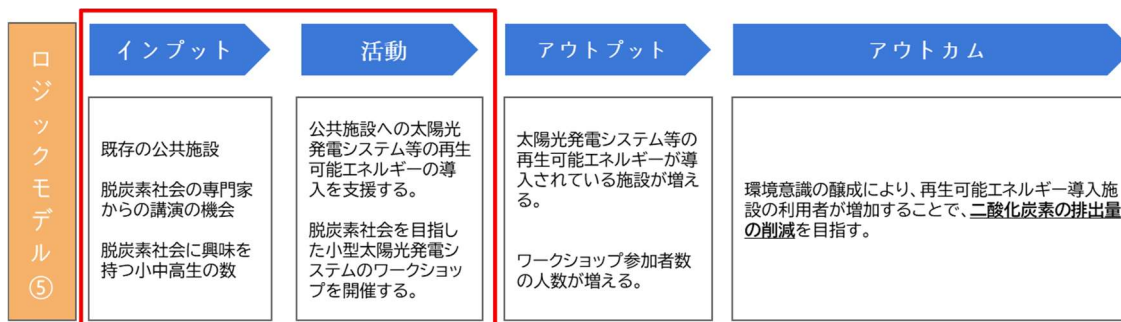 ロジックモデル⑤
インプット
活動
アウトプット
アウトカム
既存の公共施設
脱炭素社会の専門家
からの講演の機会
脱炭素社会に興味を
持つ小中高生の数
公共施設への太陽光
発電システム等の再生
可能エネルギーの導
入を支援する。
脱炭素社会を目指し
た小型太陽光発電シ
ステムのワークショッ
プを開催する。
太陽光発電システム等の
再生可能エネルギーが導
入されている施設が増え
る。
ワークショップ参加者数
の人数が増える。
環境意識の醸成により、再生可能エネルギー導入施
設の利用者が増加することで、二酸化炭素の排出量
の削減を目指す。